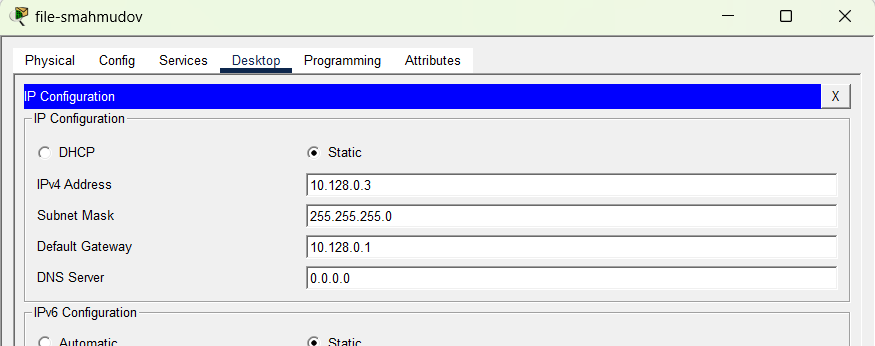 file-smahmudov
Physical Config Services Desktop Programming Attributes
IP Configuration X
IP Configuration
DHCP Static
IPv4 Address 10.128.0.3
Subnet Mask 255.255.255.0
Default Gateway 10.128.0.1
DNS Server 0.0.0.0
IPv6 Configuration
Automatic Static